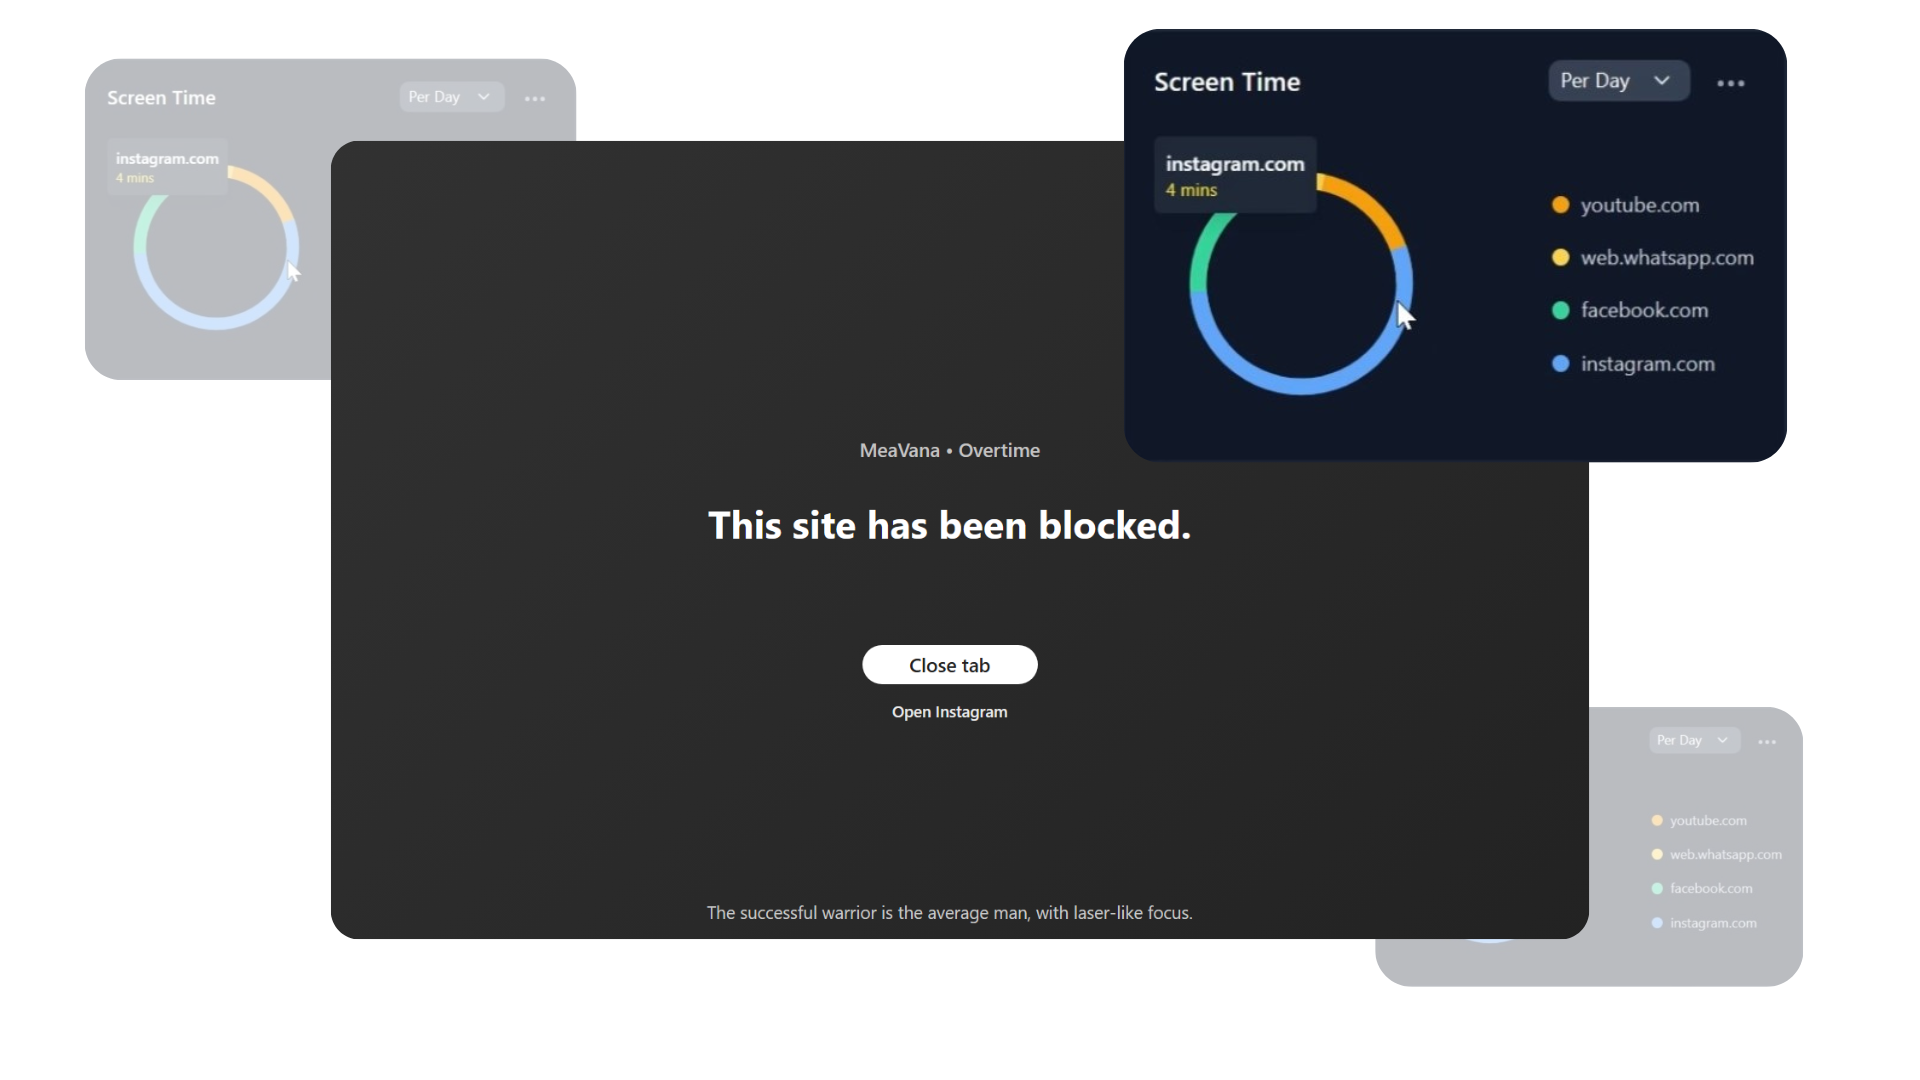 Screen Time
Per Day
instagram.com
4 mins
Screen Time
Per Day
instagram.com
4 mins
youtube.com
web.whatsapp.com
facebook.com
instagram.com
MeaVana • Overtime
This site has been blocked.
Close tab
Open Instagram
The successful warrior is the average man, with laser-like focus.
Per Day
youtube.com
web.whatsapp.com
facebook.com
instagram.com